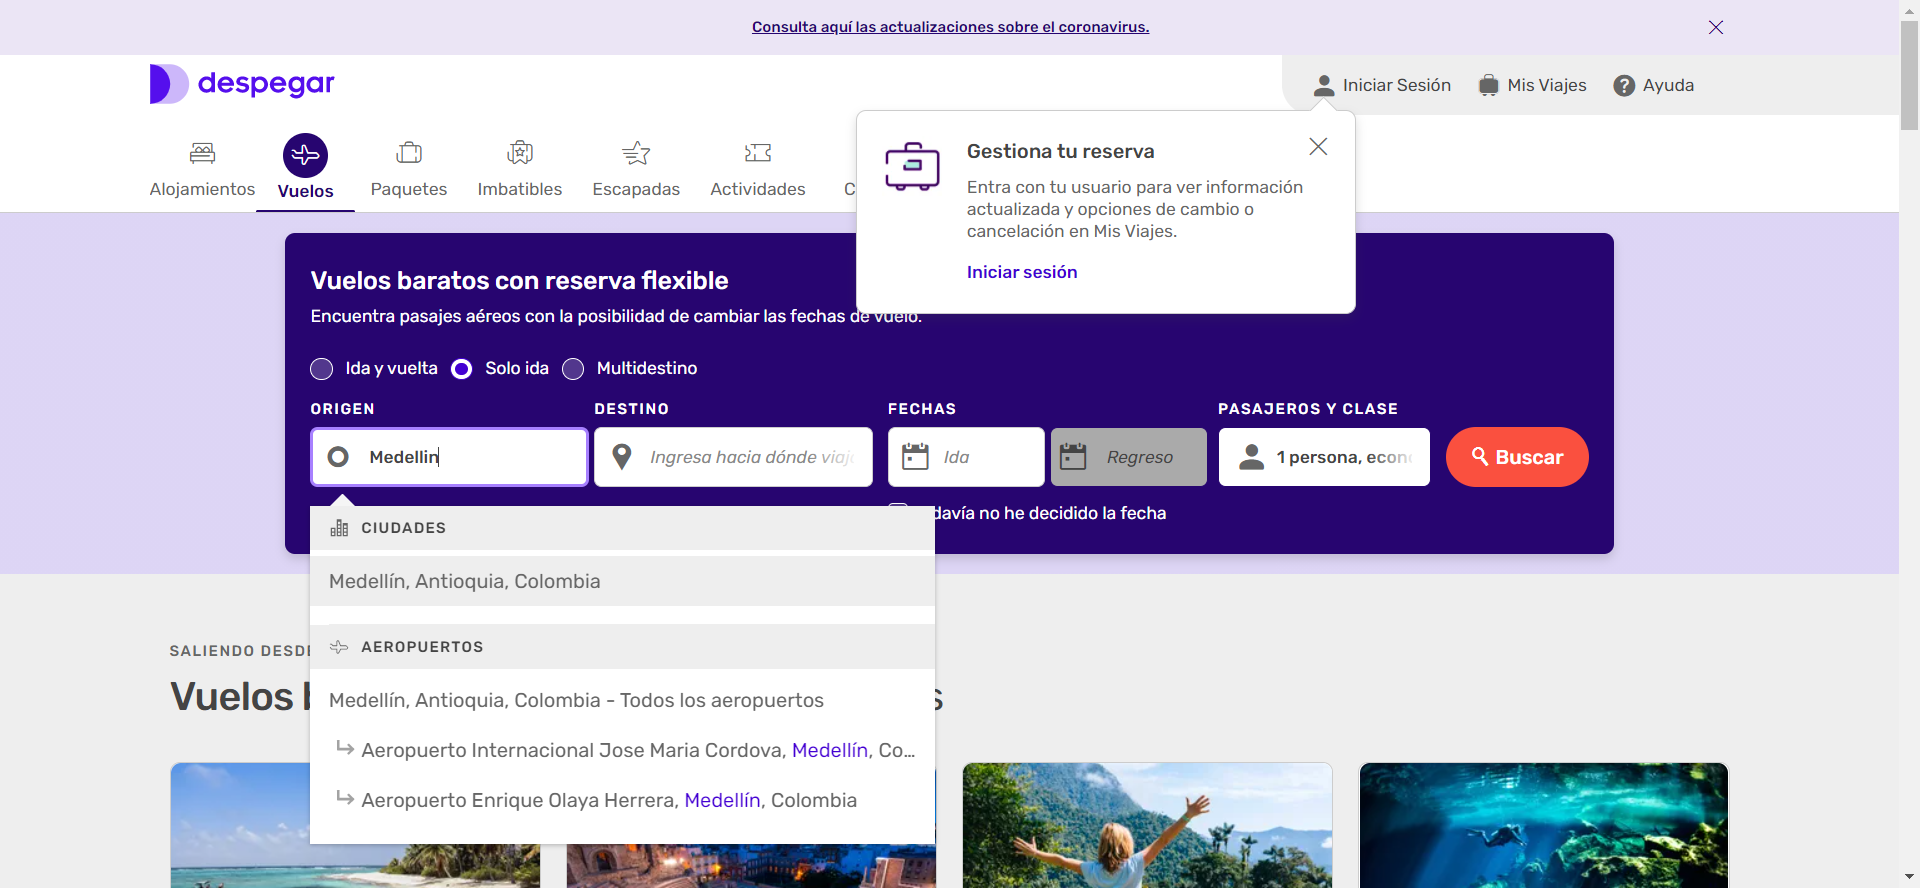 Consulta aquí las actualizaciones sobre el coronavirus.
despegar
Iniciar Sesión
Mis Viajes
Ayuda
Alojamientos
Vuelos
Paquetes
Imbatibles
Escapadas
Actividades
C
Gestiona tu reserva
Entra con tu usuario para ver información
actualizada y opciones de cambio o
cancelación en Mis Viajes.
Iniciar sesión
Vuelos baratos con reserva flexible
Encuentra pasajes aéreos con la posibilidad de cambiar las fechas de vuelo.
Ida y vuelta
Solo ida
Multidestino
ORIGEN
DESTINO
FECHAS
PASAJEROS Y CLASE
Medellin
Ingresa hacia dónde viaj
Ida
Regreso
1 persona, econ
Buscar
davía no he decidido la fecha
CIUDADES
Medellín, Antioquia, Colombia
AEROPUERTOS
Medellín, Antioquia, Colombia - Todos los aeropuertos
Aeropuerto Internacional Jose Maria Cordova, Medellín, Co...
Aeropuerto Enrique Olaya Herrera, Medellín, Colombia
SALIENDO DESDE
Vuelos